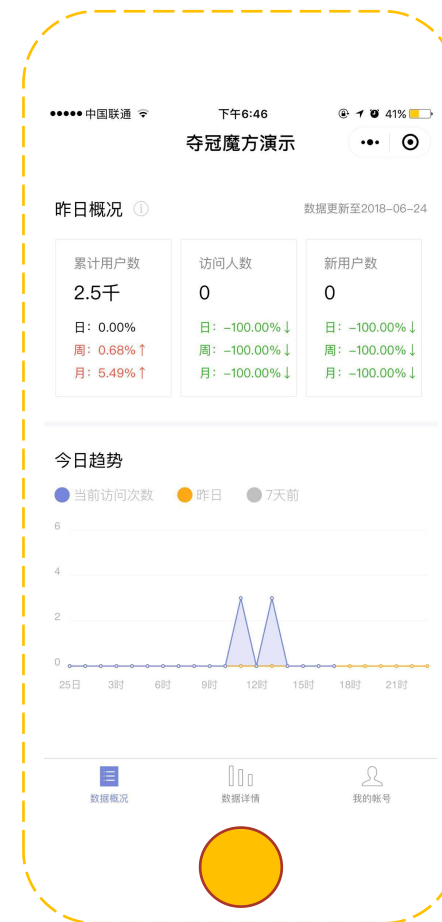 中国联通 下午6:46 41%
夺冠魔方演示
昨日概况 数据更新至2018-06-24
累计用户数 访问人数 新用户数
2.5千 0 0
日: 0.00% 日: -100.00%↓ 日: -100.00%↓
周: 0.68%↑ 周: -100.00%↓ 周: -100.00%↓
月: 5.49%↑ 月: -100.00%↓ 月: -100.00%↓
今日趋势
当前访问次数 昨日 7天前
6
4
2
0
25日 3时 6时 9时 12时 15时 18时 21时
数据概况 数据详情 我的帐号